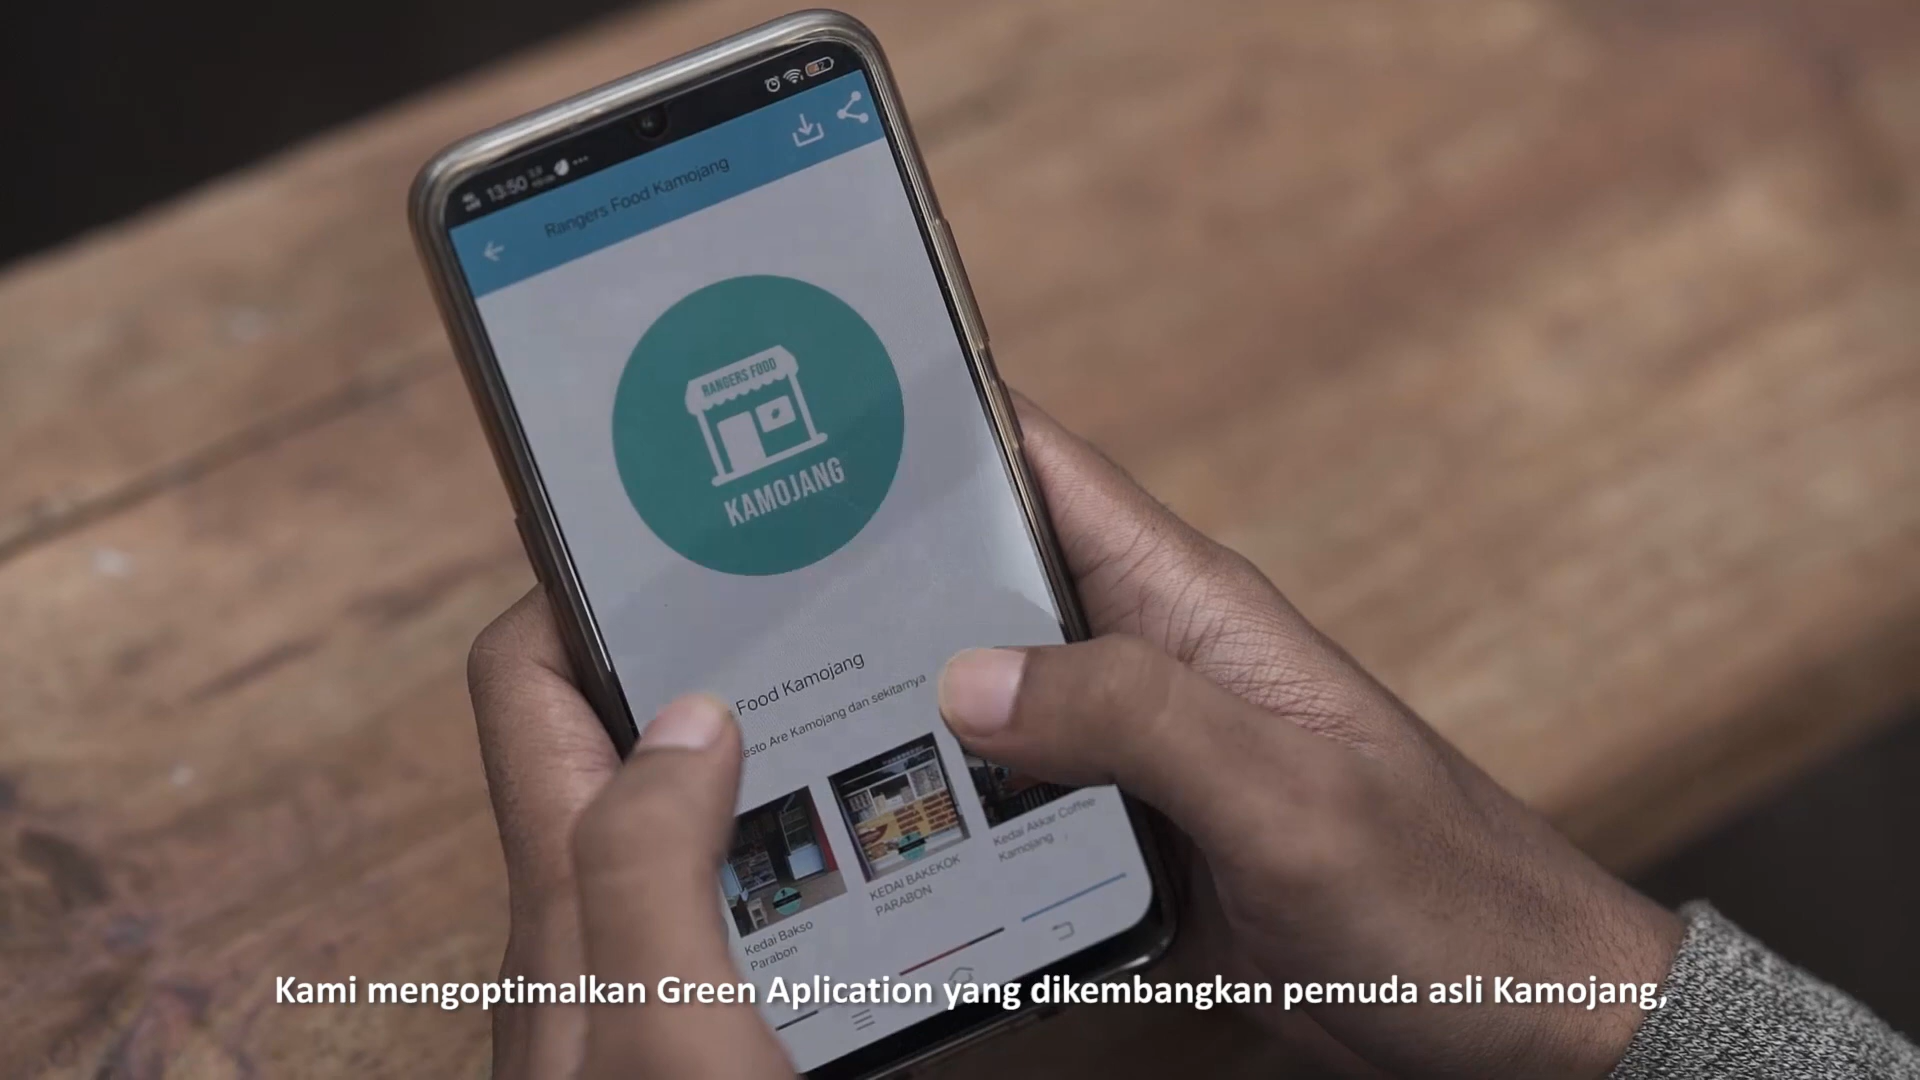 13:50
Rangers Food Kamojang
RANGERS FOOD
KAMOJANG
Food Kamojang
esto Are Kamojang dan sekitarnya
Kedai Bakso
Parabon
KEDAI BAKEKOK
PARABON
Kedai Akkar Coffee
Kamojang
Kami mengoptimalkan Green Aplication yang dikembangkan pemuda asli Kamojang,